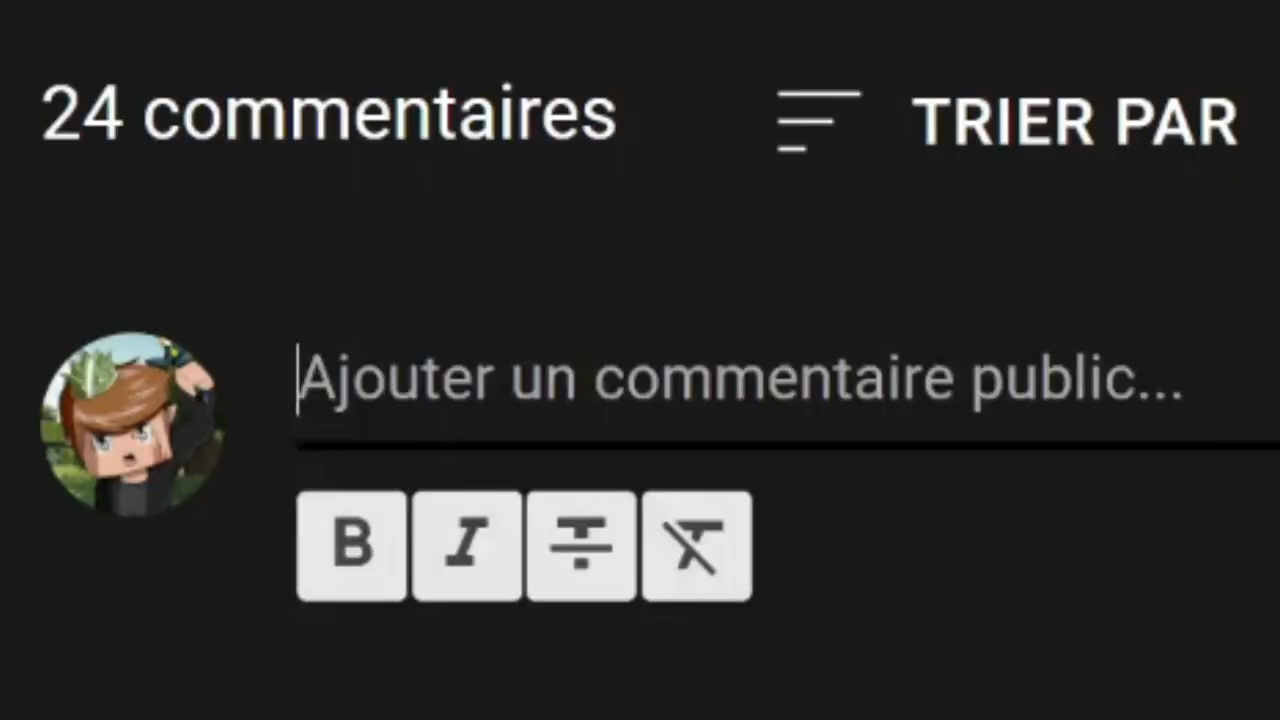 24 commentaires
TRIER PAR
Ajouter un commentaire public...
B I T T